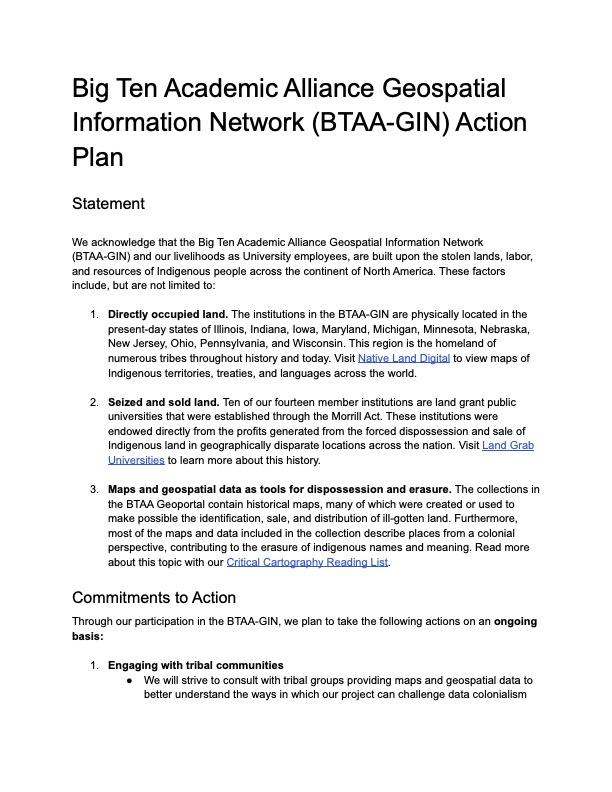 Big Ten Academic Alliance Geospatial
Information Network (BTAA-GIN) Action
Plan
Statement
We acknowledge that the Big Ten Academic Alliance Geospatial Information Network
(BTAA-GIN) and our livelihoods as University employees, are built upon the stolen lands, labor,
and resources of Indigenous people across the continent of North America. These factors
include, but are not limited to:
1. Directly occupied land. The institutions in the BTAA-GIN are physically located in the
present-day states of Illinois, Indiana, Iowa, Maryland, Michigan, Minnesota, Nebraska,
New Jersey, Ohio, Pennsylvania, and Wisconsin. This region is the homeland of
numerous tribes throughout history and today. Visit Native Land Digital to view maps of
Indigenous territories, treaties, and languages across the world.
2. Seized and sold land. Ten of our fourteen member institutions are land grant public
universities that were established through the Morrill Act. These institutions were
endowed directly from the profits generated from the forced dispossession and sale of
Indigenous land in geographically disparate locations across the nation. Visit Land Grab
Universities to learn more about this history.
3. Maps and geospatial data as tools for dispossession and erasure. The collections in
the BTAA Geoportal contain historical maps, many of which were created or used to
make possible the identification, sale, and distribution of ill-gotten land. Furthermore,
most of the maps and data included in the collection describe places from a colonial
perspective, contributing to the erasure of indigenous names and meaning. Read more
about this topic with our Critical Cartography Reading List.
Commitments to Action
Through our participation in the BTAA-GIN, we plan to take the following actions on an ongoing
basis:
1. Engaging with tribal communities
● We will strive to consult with tribal groups providing maps and geospatial data to
better understand the ways in which our project can challenge data colonialism